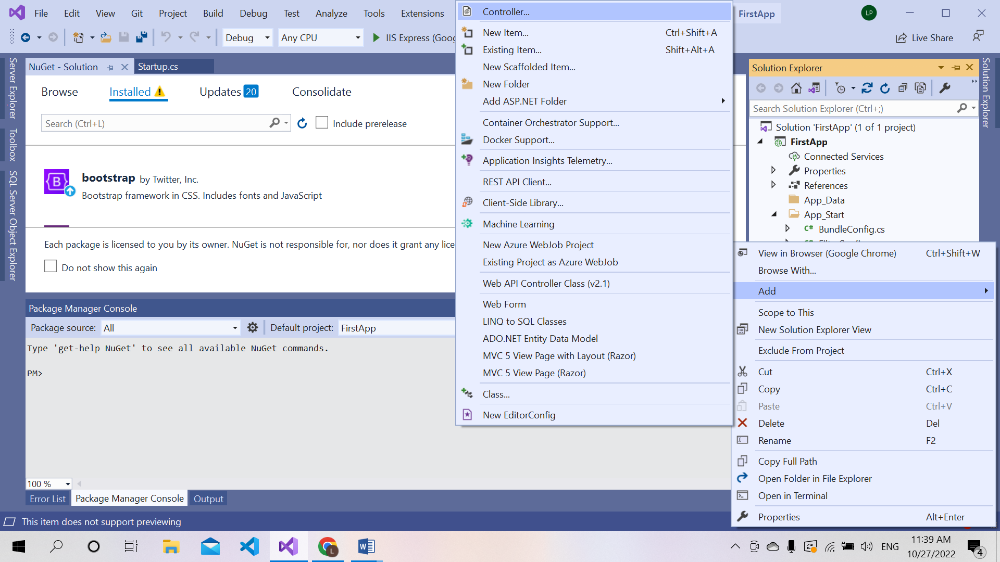 File Edit View Git Project Build Debug Test Analyze Tools Extensions
FirstApp
LP
Debug Any CPU IIS Express (Goog
Live Share
Server Explorer
Toolbox
SQL Server Object Explorer
NuGet - Solution
Startup.cs
Browse Installed Updates 20 Consolidate
Search (Ctrl+L)
Include prerelease
B
bootstrap by Twitter, Inc.
Bootstrap framework in CSS. Includes fonts and JavaScript
Each package is licensed to you by its owner. NuGet is not responsible for, nor does it grant any lice
Do not show this again
Package Manager Console
Package source: All
Default project: FirstApp
Type 'get-help NuGet' to see all available NuGet commands.
PM>
100 %
Error List Package Manager Console Output
This item does not support previewing
Controller...
New Item... Ctrl+Shift+A
Existing Item... Shift+Alt+A
New Scaffolded Item...
New Folder
Add ASP.NET Folder
Container Orchestrator Support...
Docker Support...
Application Insights Telemetry...
REST API Client...
Client-Side Library...
Machine Learning
New Azure WebJob Project
Existing Project as Azure WebJob
Web API Controller Class (v2.1)
Web Form
LINQ to SQL Classes
ADO.NET Entity Data Model
MVC 5 View Page with Layout (Razor)
MVC 5 View Page (Razor)
Class...
New EditorConfig
Solution Explorer
Search Solution Explorer (Ctrl+;)
Solution 'FirstApp' (1 of 1 project)
FirstApp
Connected Services
Properties
References
App_Data
App_Start
C# BundleConfig.cs
Solution Explorer
View in Browser (Google Chrome) Ctrl+Shift+W
Browse With...
Add
Scope to This
New Solution Explorer View
Exclude From Project
Cut Ctrl+X
Copy Ctrl+C
Paste Ctrl+V
Delete Del
Rename F2
Copy Full Path
Open Folder in File Explorer
Open in Terminal
Properties Alt+Enter
L
W
ENG
11:39 AM
10/27/2022
4